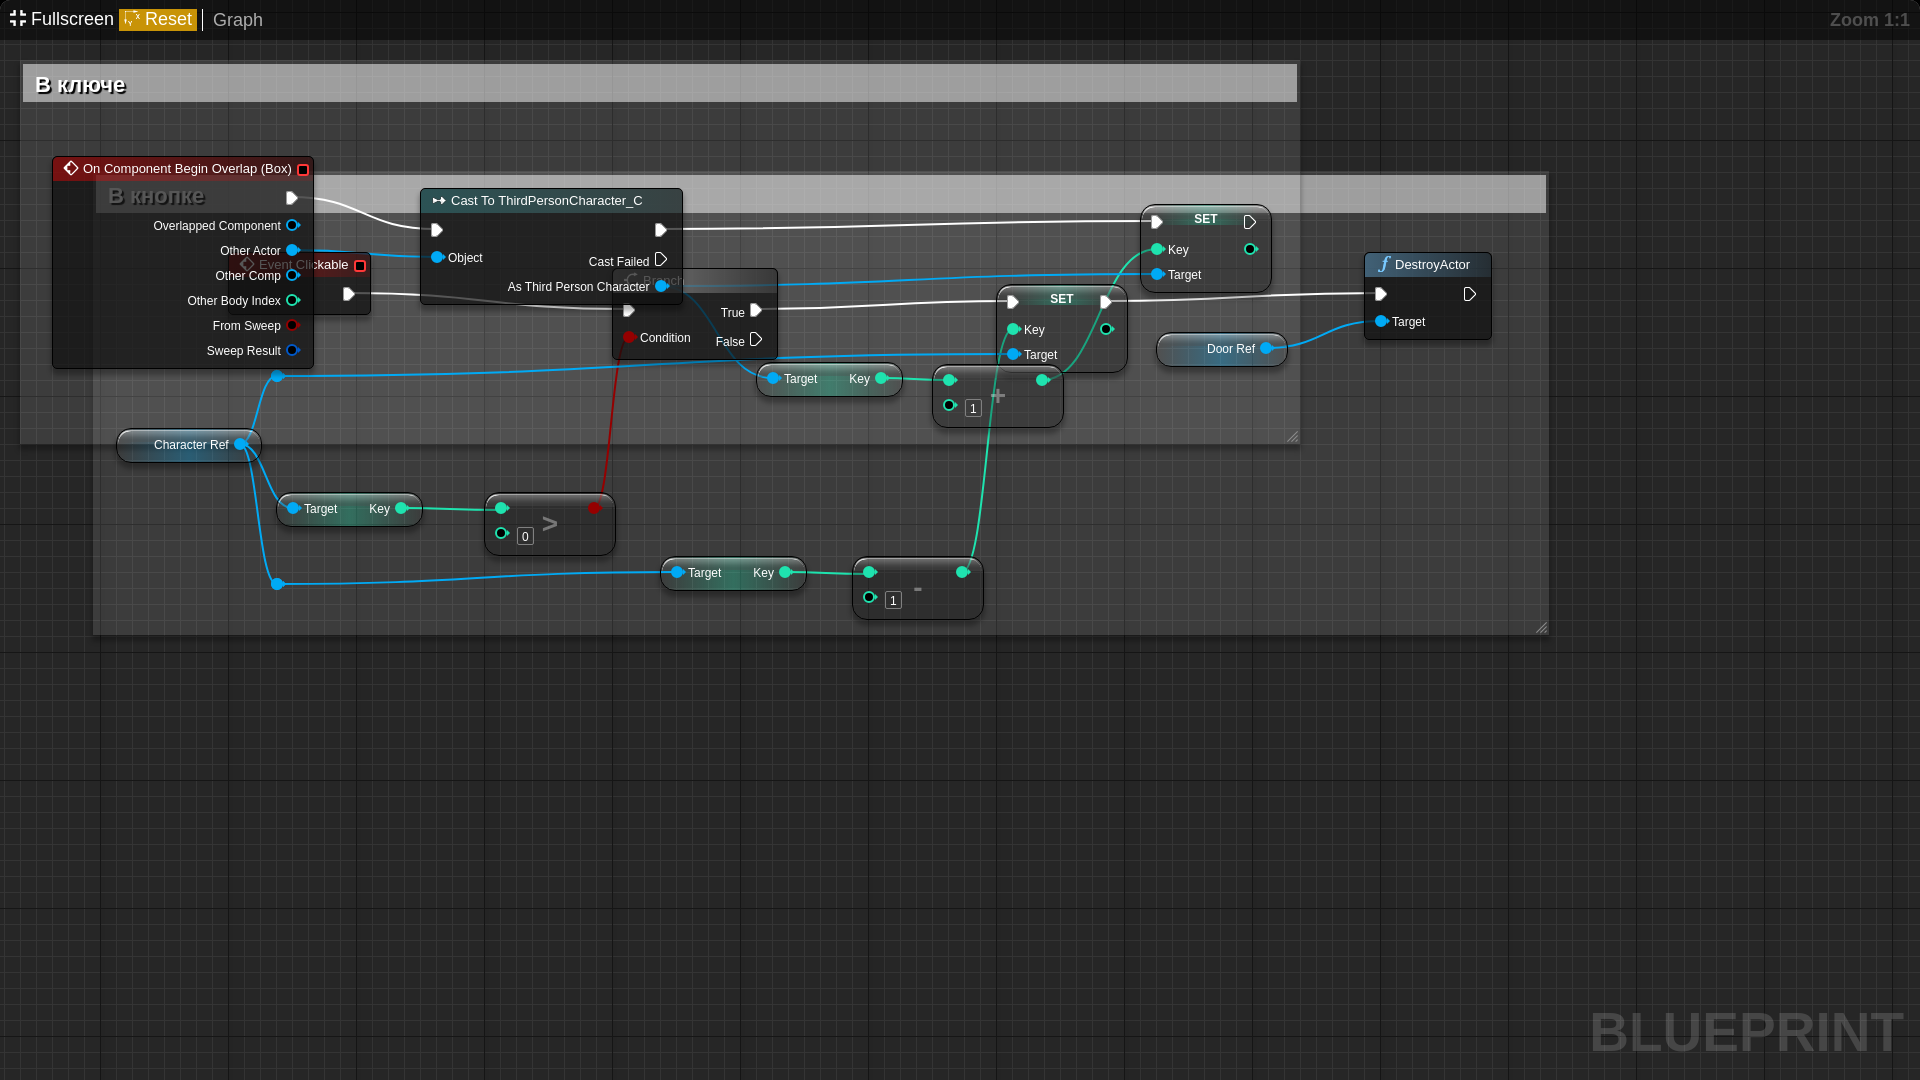 Fullscreen Reset Graph
Zoom 1:1
В ключе
On Component Begin Overlap (Box)
Overlapped Component
Other Actor
Other Comp
Other Body Index
From Sweep
Sweep Result
В кнопке
Event Clickable
Cast To ThirdPersonCharacter_C
Object
Cast Failed
As Third Person Character
Branch
Condition
True
False
SET
Key
Target
SET
Key
Target
DestroyActor
Target
Door Ref
Target Key
1 +
Character Ref
Target Key
0 >
Target Key
1 -
BLUEPRINT